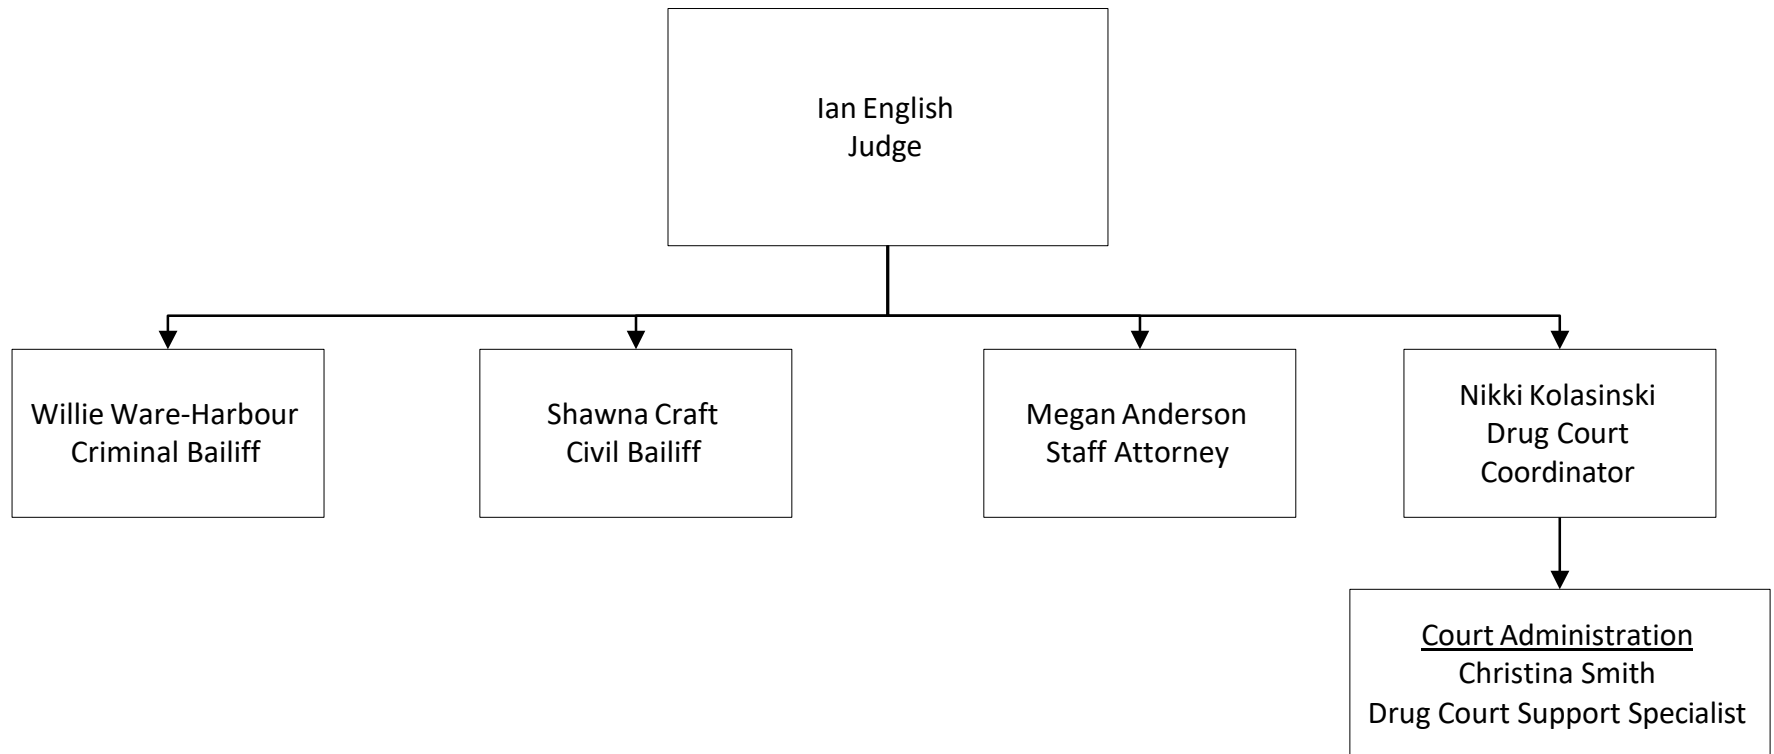 Ian English
Judge
Willie Ware-Harbour
Criminal Bailiff
Shawna Craft
Civil Bailiff
Megan Anderson
Staff Attorney
Nikki Kolasinski
Drug Court
Coordinator
Court Administration
Christina Smith
Drug Court Support Specialist